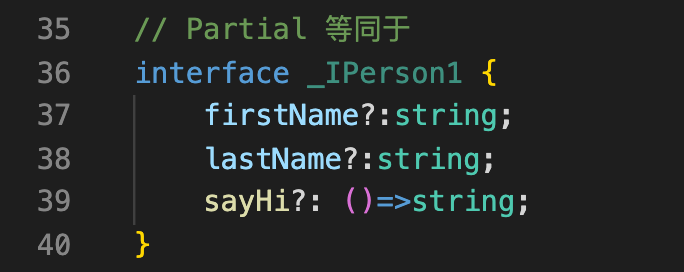 35 // Partial 等同于
36 interface _IPerson1 {
37 firstName?:string;
38 lastName?:string;
39 sayHi?: ()=>string;
40 }